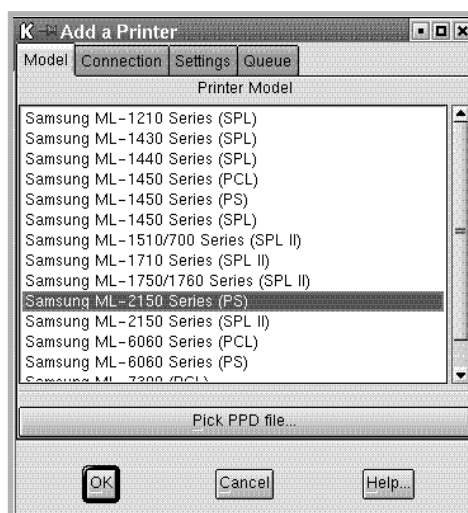 K Add a Printer
Model Connection Settings Queue
Printer Model
Samsung ML-1210 Series (SPL)
Samsung ML-1430 Series (SPL)
Samsung ML-1440 Series (SPL)
Samsung ML-1450 Series (PCL)
Samsung ML-1450 Series (PS)
Samsung ML-1450 Series (SPL)
Samsung ML-1510/700 Series (SPL II)
Samsung ML-1710 Series (SPL II)
Samsung ML-1750/1760 Series (SPL II)
Samsung ML-2150 Series (PS)
Samsung ML-2150 Series (SPL II)
Samsung ML-6060 Series (PCL)
Samsung ML-6060 Series (PS)
Samsung ML-7300 (PCL)
Pick PPD file...
OK Cancel Help...